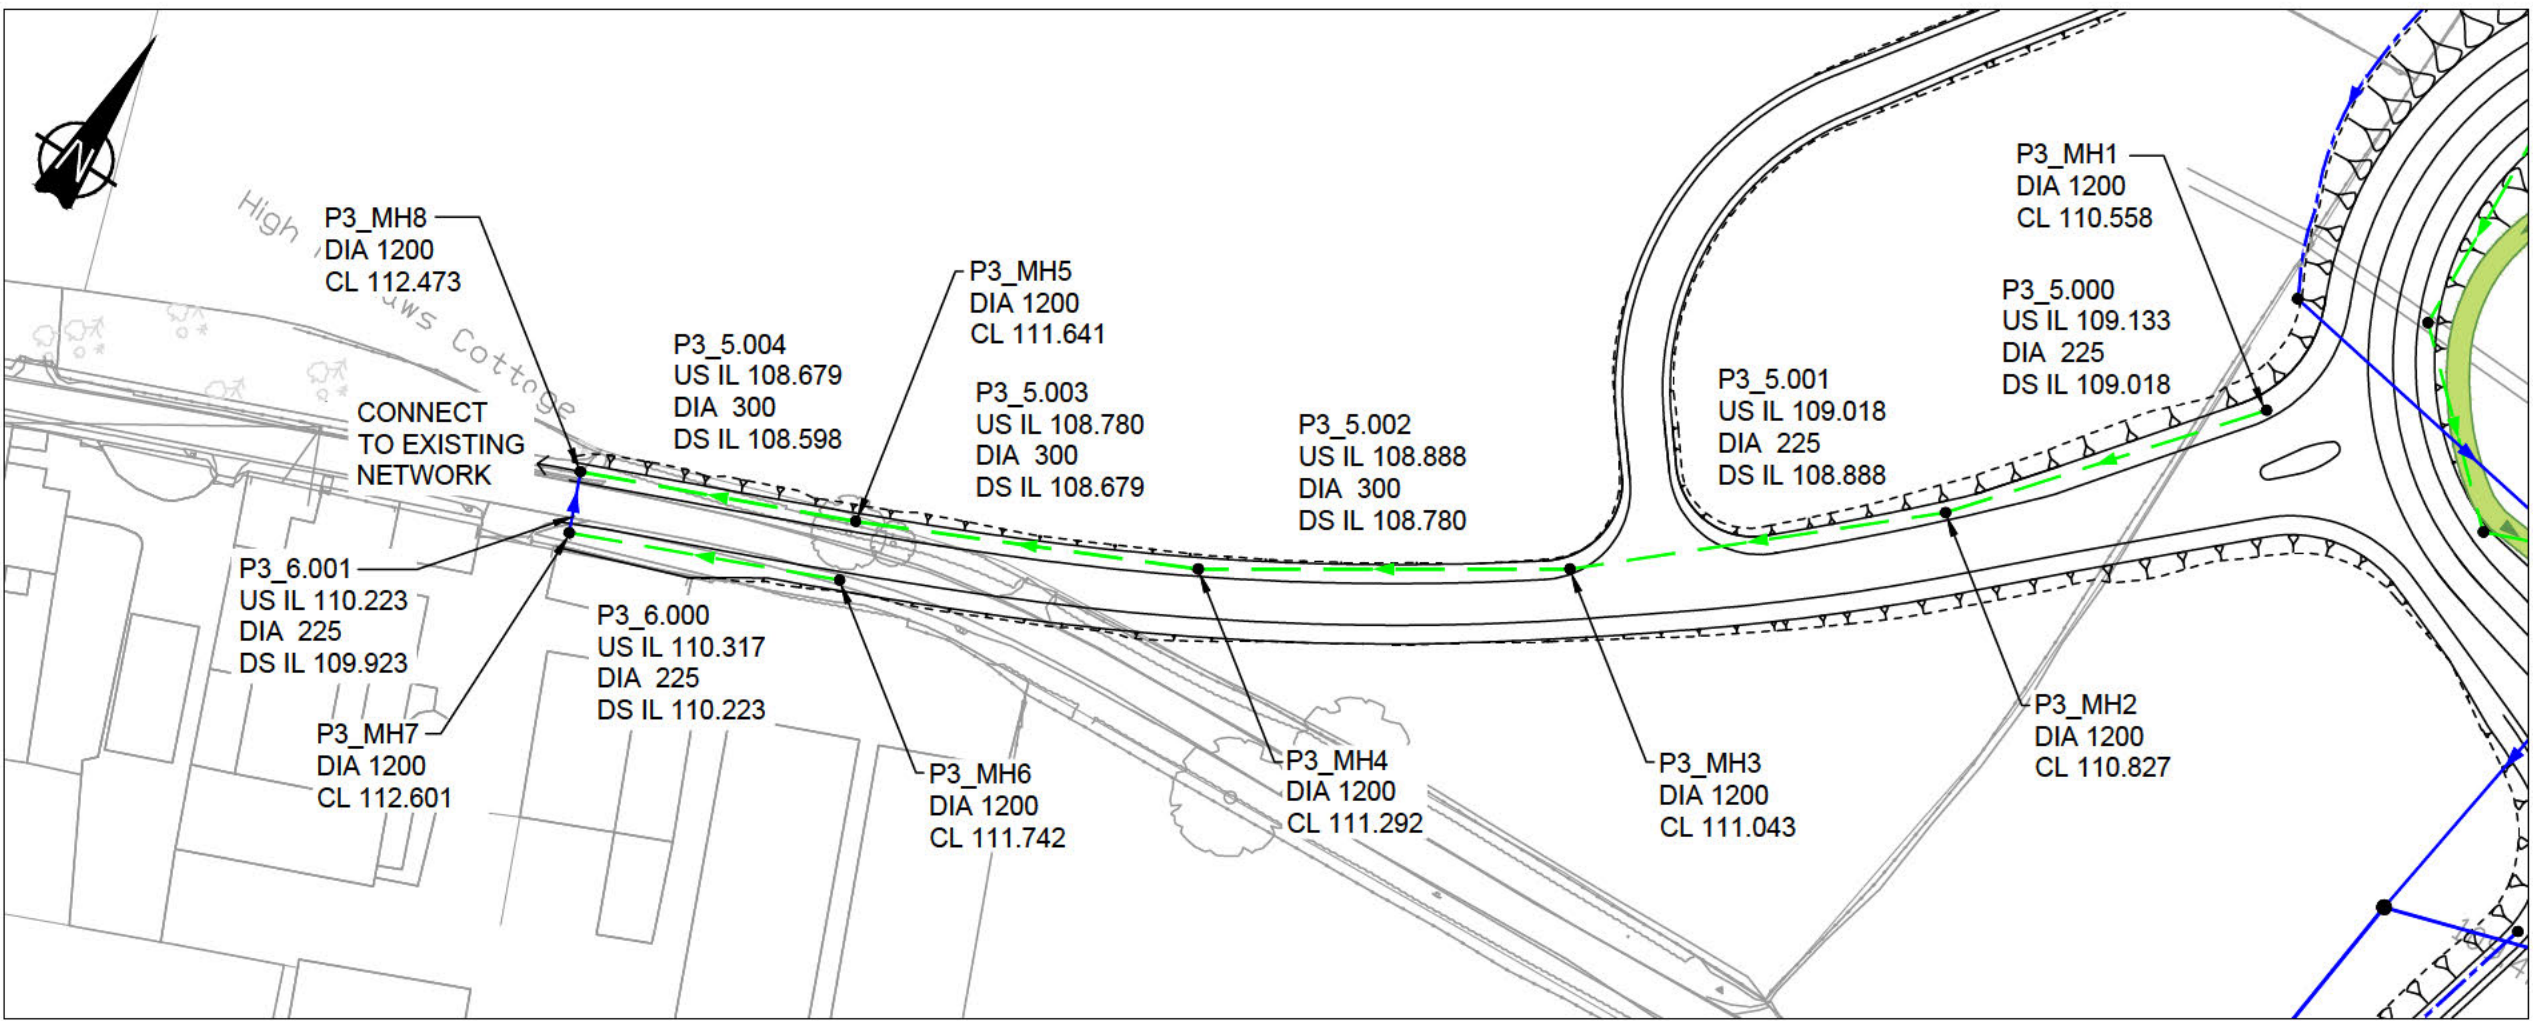 N
High
aws Cottage
P3_MH8
DIA 1200
CL 112.473
CONNECT
TO EXISTING
NETWORK
P3_5.004
US IL 108.679
DIA 300
DS IL 108.598
P3_MH5
DIA 1200
CL 111.641
P3_5.003
US IL 108.780
DIA 300
DS IL 108.679
P3_5.002
US IL 108.888
DIA 300
DS IL 108.780
P3_5.001
US IL 109.018
DIA 225
DS IL 108.888
P3_MH1
DIA 1200
CL 110.558
P3_5.000
US IL 109.133
DIA 225
DS IL 109.018
P3_6.001
US IL 110.223
DIA 225
DS IL 109.923
P3_MH7
DIA 1200
CL 112.601
P3_6.000
US IL 110.317
DIA 225
DS IL 110.223
P3_MH6
DIA 1200
CL 111.742
P3_MH4
DIA 1200
CL 111.292
P3_MH3
DIA 1200
CL 111.043
P3_MH2
DIA 1200
CL 110.827